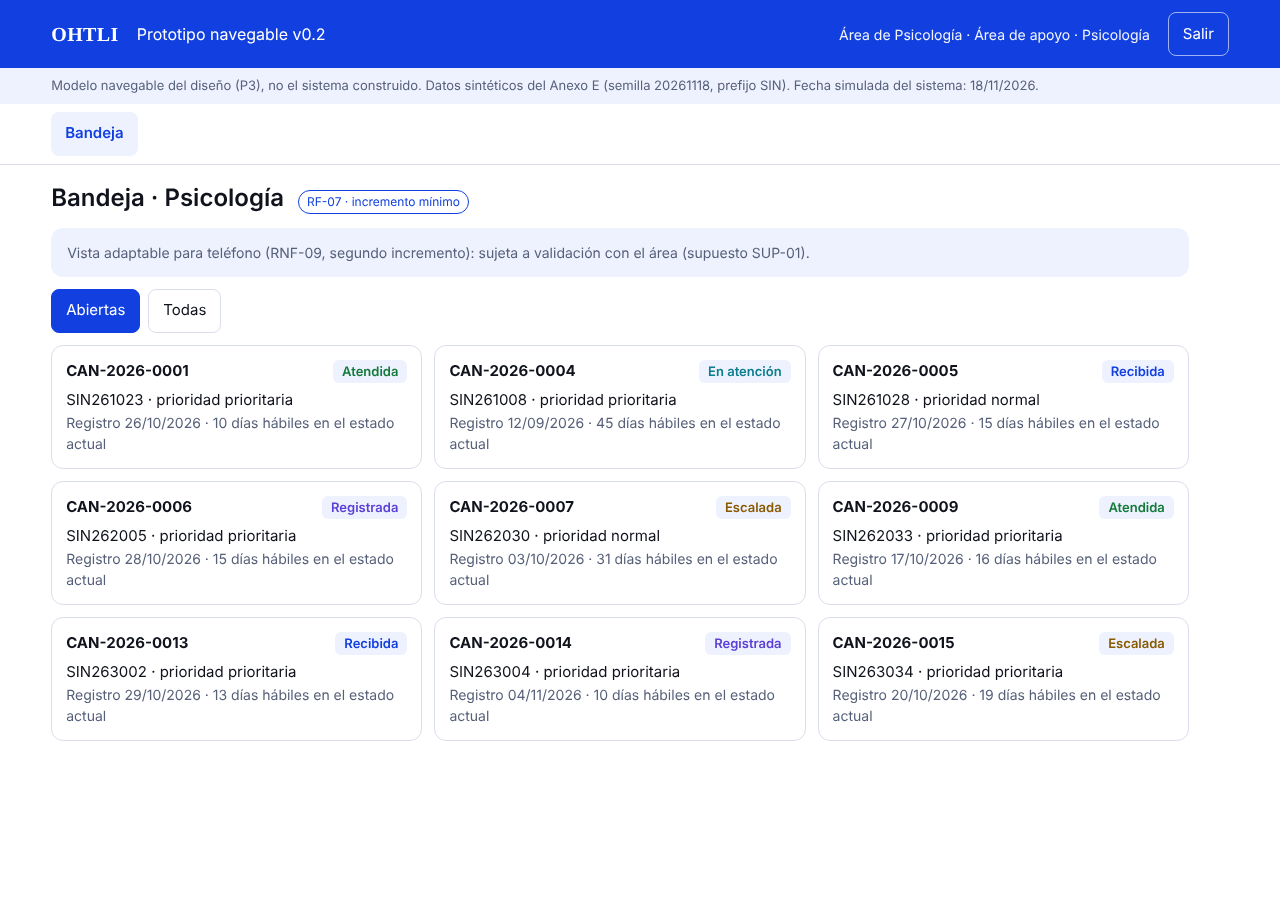 OHTLI Prototipo navegable v0.2
Área de Psicología · Área de apoyo · Psicología
Salir
Modelo navegable del diseño (P3), no el sistema construido. Datos sintéticos del Anexo E (semilla 20261118, prefijo SIN). Fecha simulada del sistema: 18/11/2026.
Bandeja
Bandeja · Psicología
RF-07 · incremento mínimo
Vista adaptable para teléfono (RNF-09, segundo incremento): sujeta a validación con el área (supuesto SUP-01).
Abiertas
Todas
CAN-2026-0001
Atendida
SIN261023 · prioridad prioritaria
Registro 26/10/2026 · 10 días hábiles en el estado
actual
CAN-2026-0004
En atención
SIN261008 · prioridad prioritaria
Registro 12/09/2026 · 45 días hábiles en el estado
actual
CAN-2026-0005
Recibida
SIN261028 · prioridad normal
Registro 27/10/2026 · 15 días hábiles en el estado
actual
CAN-2026-0006
Registrada
SIN262005 · prioridad prioritaria
Registro 28/10/2026 · 15 días hábiles en el estado
actual
CAN-2026-0007
Escalada
SIN262030 · prioridad normal
Registro 03/10/2026 · 31 días hábiles en el estado
actual
CAN-2026-0009
Atendida
SIN262033 · prioridad prioritaria
Registro 17/10/2026 · 16 días hábiles en el estado
actual
CAN-2026-0013
Recibida
SIN263002 · prioridad prioritaria
Registro 29/10/2026 · 13 días hábiles en el estado
actual
CAN-2026-0014
Registrada
SIN263004 · prioridad prioritaria
Registro 04/11/2026 · 10 días hábiles en el estado
actual
CAN-2026-0015
Escalada
SIN263034 · prioridad prioritaria
Registro 20/10/2026 · 19 días hábiles en el estado
actual